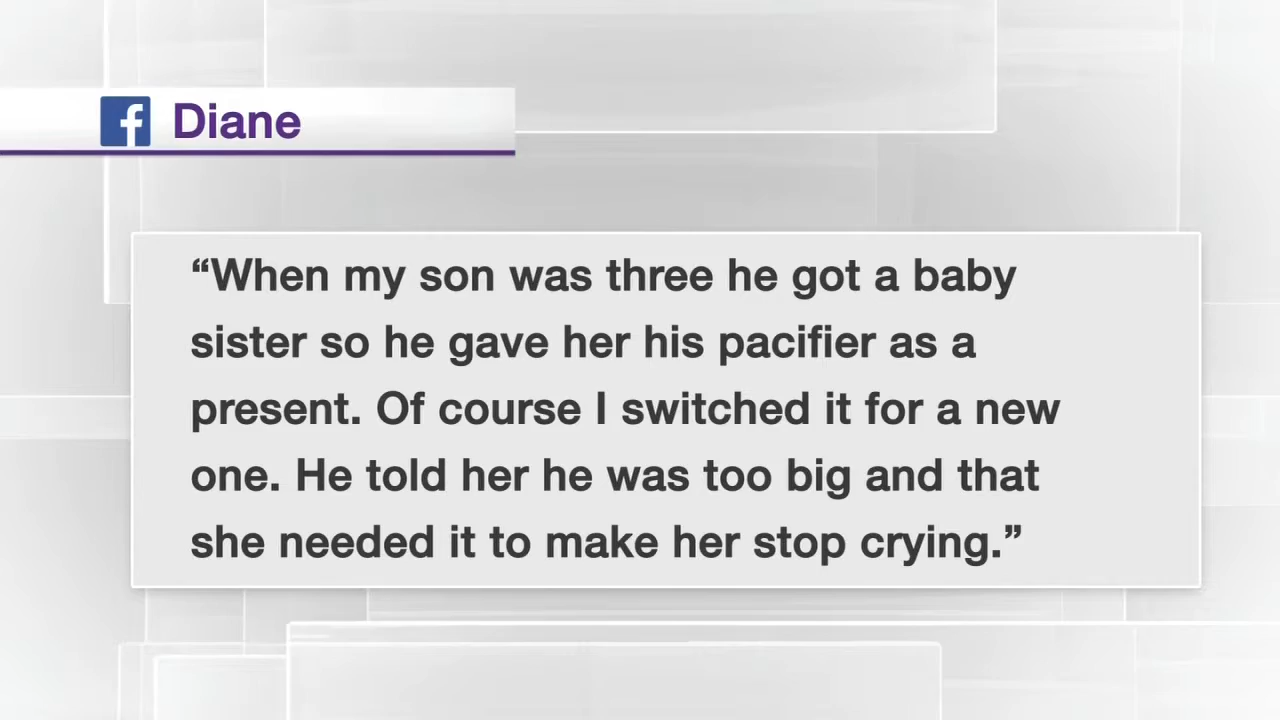 Diane
“When my son was three he got a baby
sister so he gave her his pacifier as a
present. Of course I switched it for a new
one. He told her he was too big and that
she needed it to make her stop crying.”